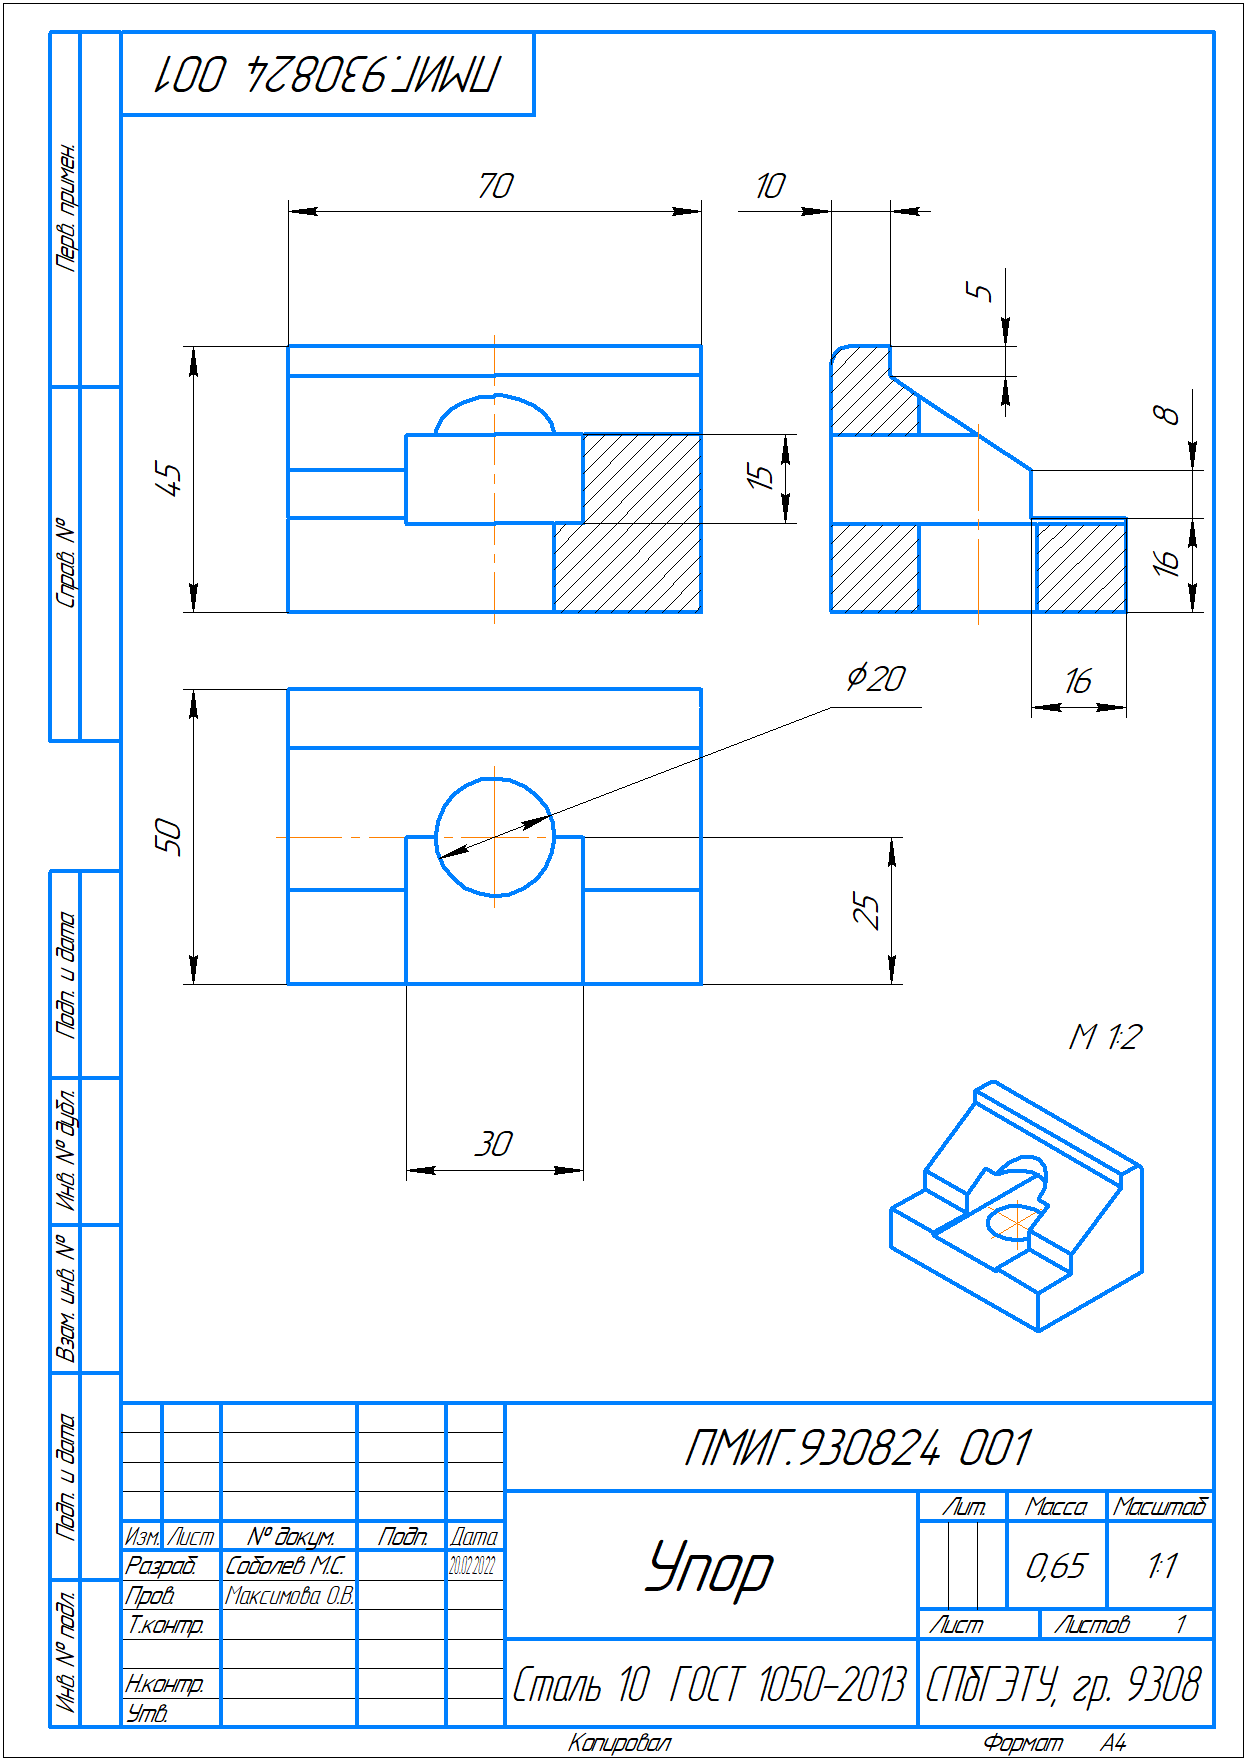 ПМИГ.930824 001
Перв. примен.
Справ. №
Подп. и дата
Инв. № дубл.
Взам. инв. №
Подп. и дата
Инв. № подл.
70
10
5
45
15
8
16
16
⌀20
50
25
30
М 1:2
ПМИГ.930824 001
Изм. Лист № докум. Подп. Дата
Разраб. Соболев М.С. 20.02.2022
Пров. Максимова О.В.
Т.контр.
Н.контр.
Утв.
Упор
Лит. Масса Масштаб
0,65 1:1
Лист Листов 1
Сталь 10 ГОСТ 1050-2013
СПбГЭТУ, гр. 9308
Копировал Формат А4